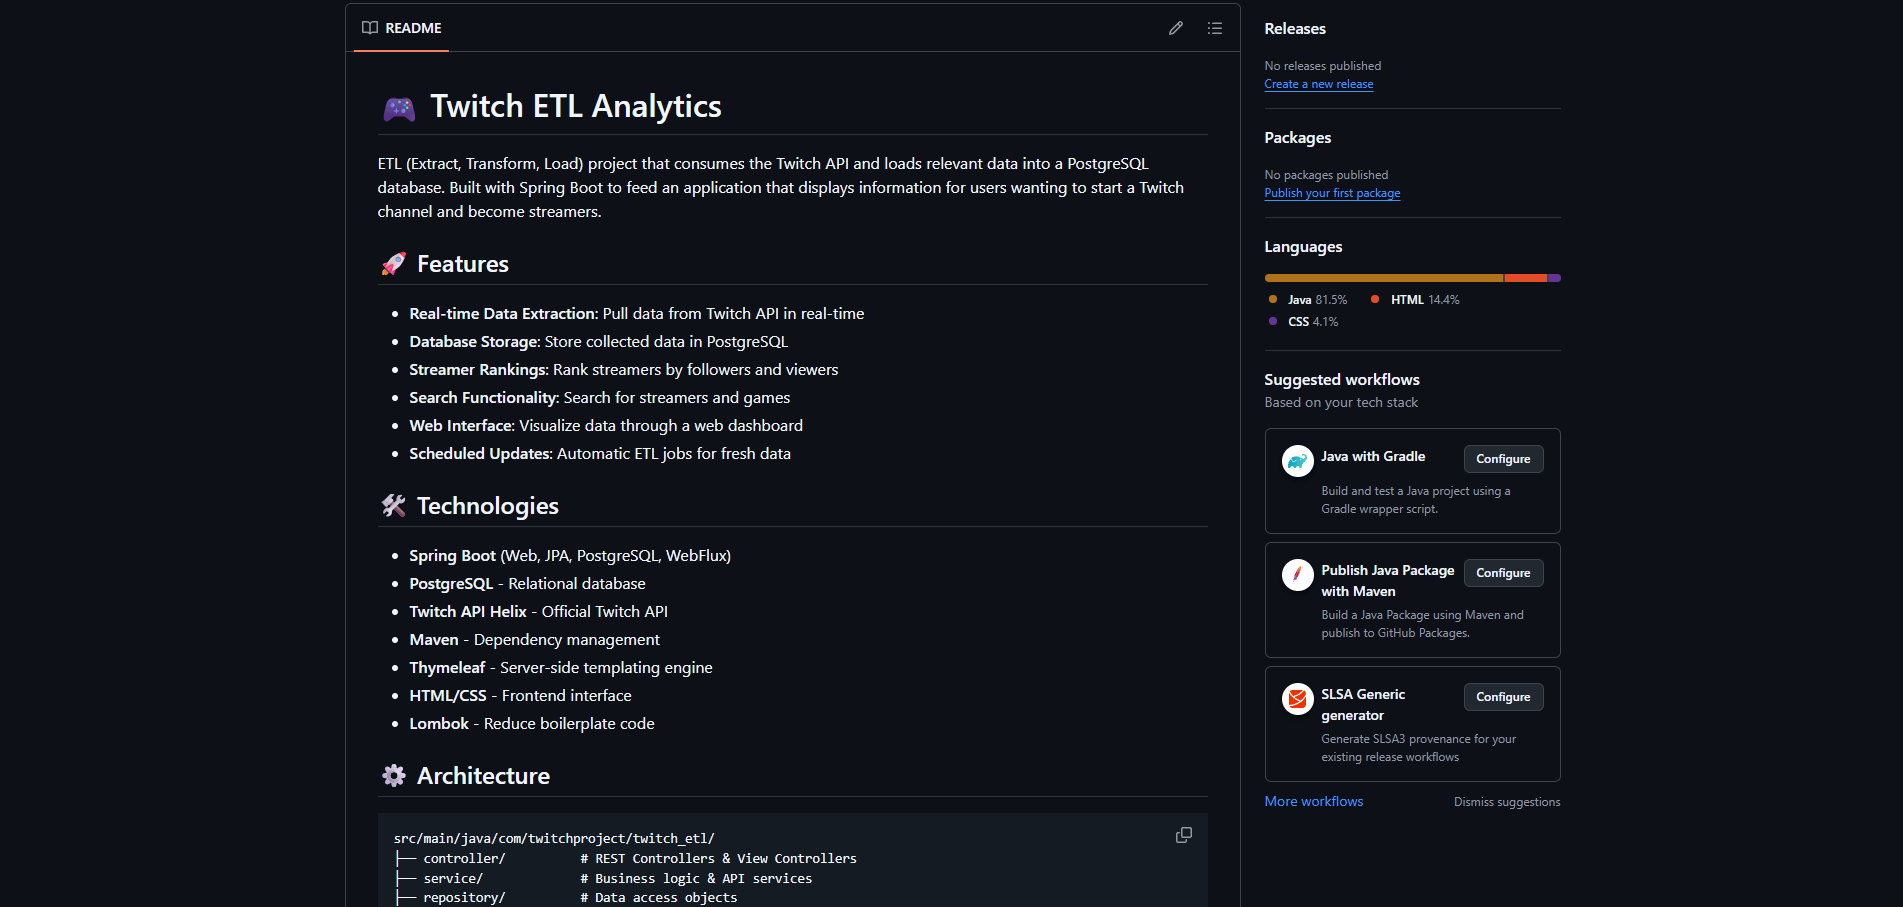 README
Twitch ETL Analytics
ETL (Extract, Transform, Load) project that consumes the Twitch API and loads relevant data into a PostgreSQL
database. Built with Spring Boot to feed an application that displays information for users wanting to start a Twitch
channel and become streamers.
Features
Real-time Data Extraction: Pull data from Twitch API in real-time
Database Storage: Store collected data in PostgreSQL
Streamer Rankings: Rank streamers by followers and viewers
Search Functionality: Search for streamers and games
Web Interface: Visualize data through a web dashboard
Scheduled Updates: Automatic ETL jobs for fresh data
Technologies
Spring Boot (Web, JPA, PostgreSQL, WebFlux)
PostgreSQL - Relational database
Twitch API Helix - Official Twitch API
Maven - Dependency management
Thymeleaf - Server-side templating engine
HTML/CSS - Frontend interface
Lombok - Reduce boilerplate code
Architecture
src/main/java/com/twitchproject/twitch_etl/
├── controller/          # REST Controllers & View Controllers
├── service/             # Business logic & API services
├── repository/          # Data access objects
Releases
No releases published
Create a new release
Packages
No packages published
Publish your first package
Languages
Java 81.5% HTML 14.4%
CSS 4.1%
Suggested workflows
Based on your tech stack
Java with Gradle
Configure
Build and test a Java project using a
Gradle wrapper script.
Publish Java Package
with Maven
Configure
Build a Java Package using Maven and
publish to GitHub Packages.
SLSA Generic
generator
Configure
Generate SLSA3 provenance for your
existing release workflows
More workflows
Dismiss suggestions